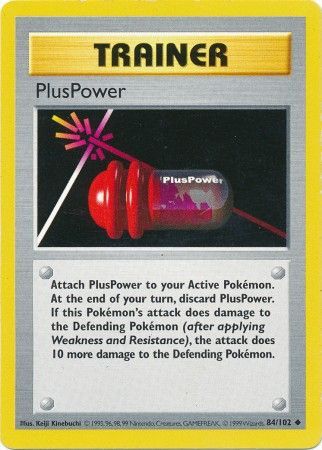 TRAINER
PlusPower
PlusPower
Attach PlusPower to your Active Pokémon.
At the end of your turn, discard PlusPower.
If this Pokémon's attack does damage to
the Defending Pokémon (after applying
Weakness and Resistance), the attack does
10 more damage to the Defending Pokémon.
Illus. Keiji Kinebuchi © 1995, 96, 98, 99 Nintendo, Creatures, GAMEFREAK. © 1999 Wizards. 84/102 ◆